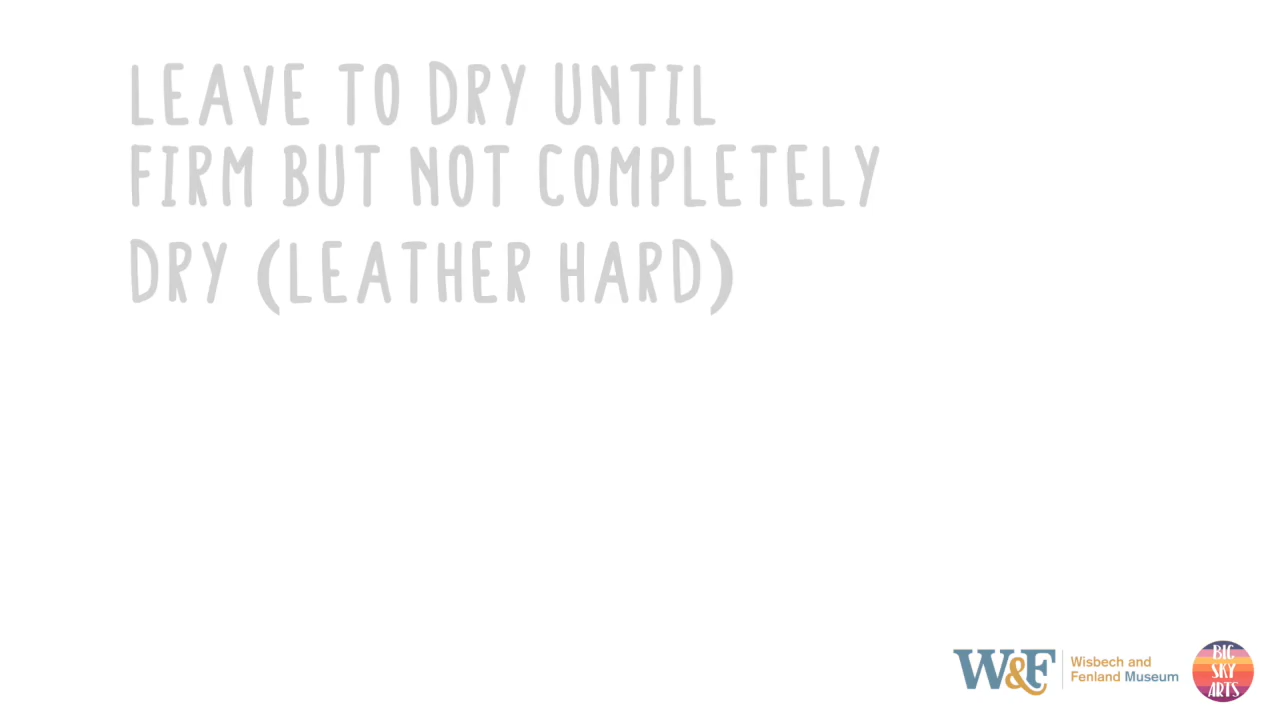 LEAVE TO DRY UNTIL
FIRM BUT NOT COMPLETELY
DRY (LEATHER HARD)
W&F
Wisbech and
Fenland Museum
BIG
SKY
ARTS